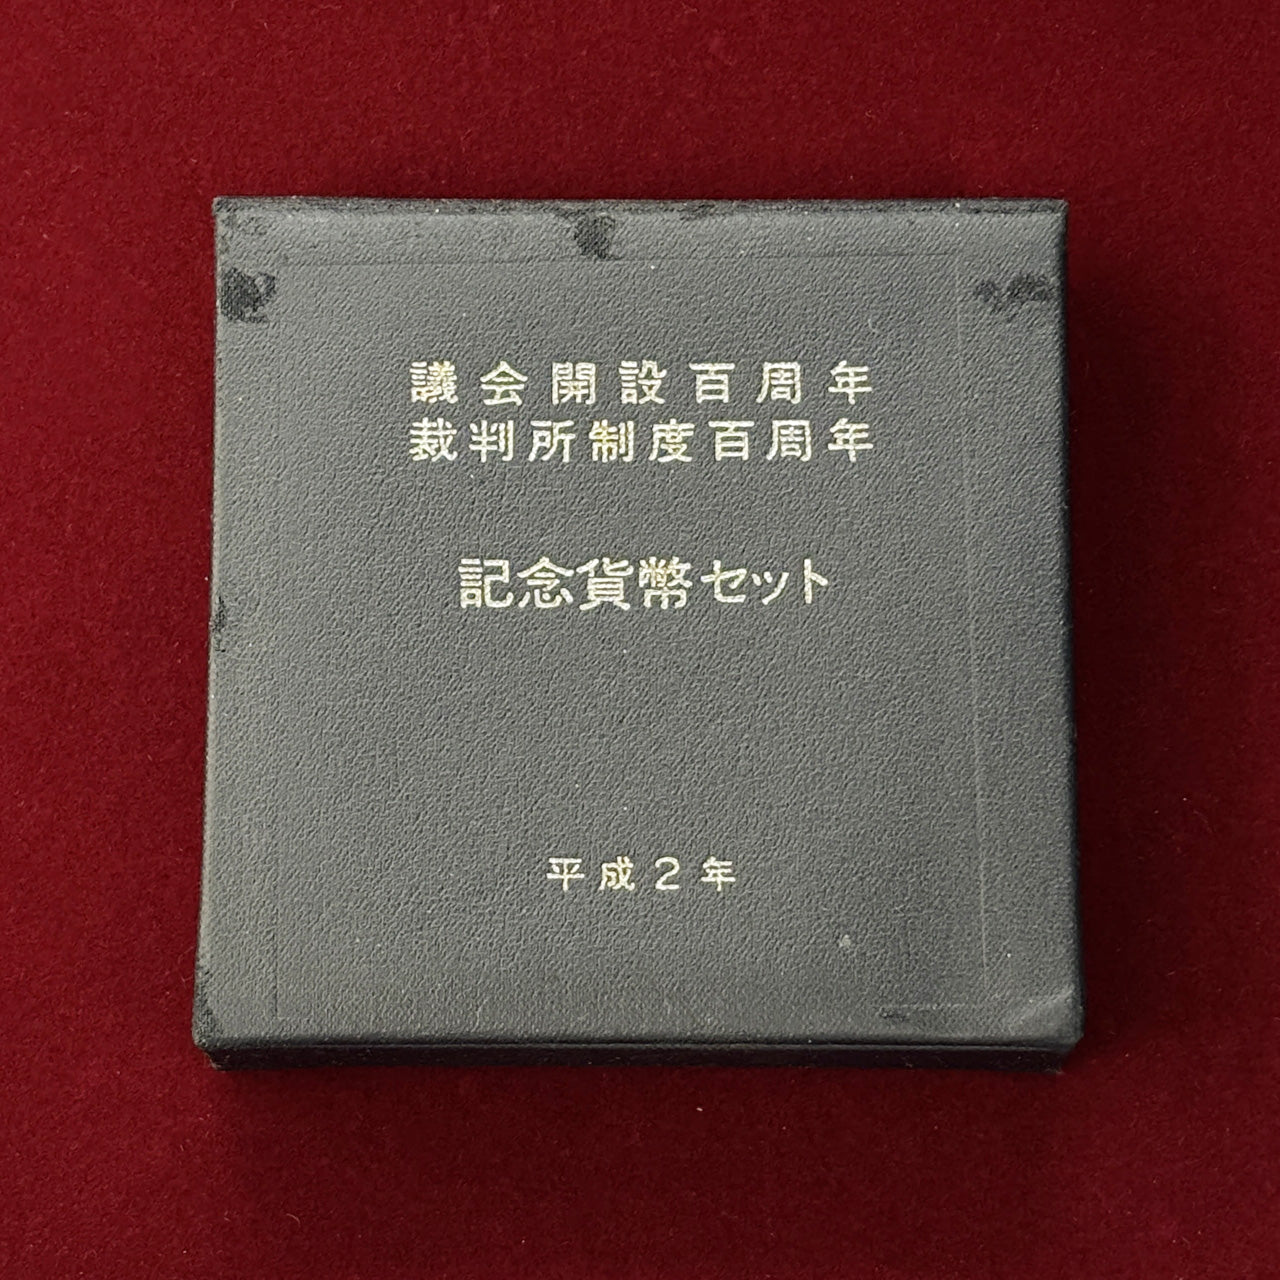 議会開設百周年
裁判所制度百周年
記念貨幣セット
平成2年